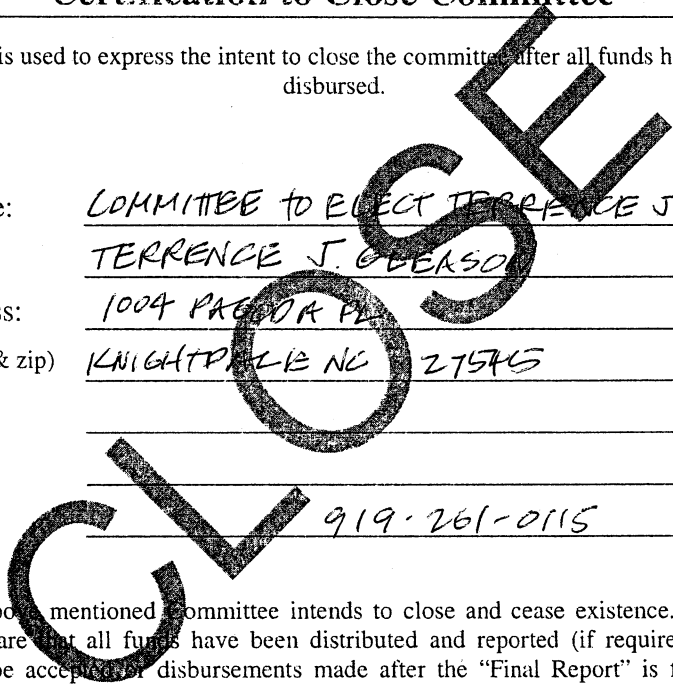 Certification to Close Committee
is used to express the intent to close the committee after all funds h
disbursed.
e: COMMITTEE TO ELECT TERRENCE J
TERRENCE J. GLEASON
ss: 1004 PAGODA PL
& zip) KNIGHTDALE NC 27545
919-261-0115
bove mentioned Committee intends to close and cease existence.
are that all funds have been distributed and reported (if require
be accepted or disbursements made after the "Final Report" is f
CLOSE